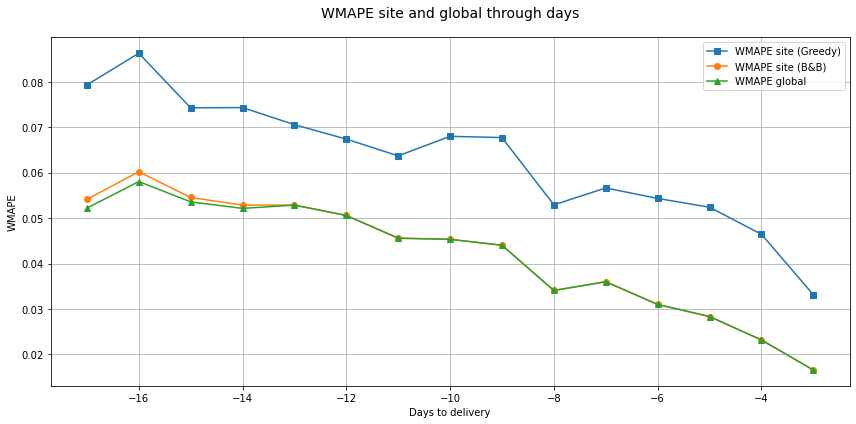 WMAPE site and global through days
WMAPE site (Greedy)
WMAPE site (B&B)
WMAPE global
WMAPE
0.08
0.07
0.06
0.05
0.04
0.03
0.02
−16
−14
−12
−10
−8
−6
−4
Days to delivery